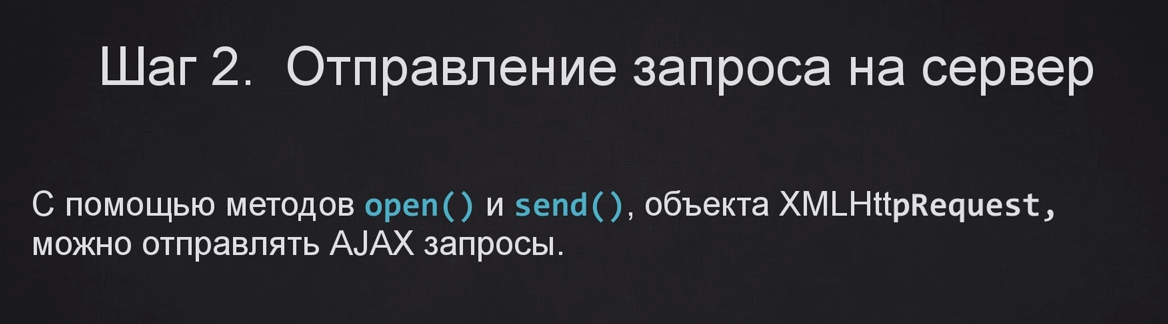 Шаг 2. Отправление запроса на сервер
С помощью методов open() и send(), объекта XMLHttpRequest,
можно отправлять AJAX запросы.